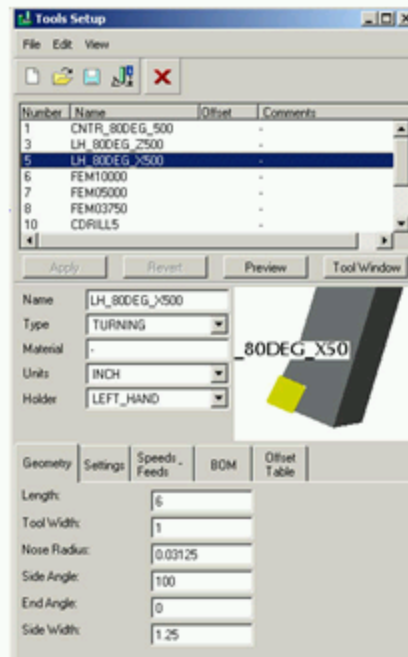 Tools Setup
File Edit View
Number Name Offset Comments
1 CNTR_80DEG_500 -
3 LH_80DEG_Z500 -
5 LH_80DEG_X500 -
6 FEM10000 -
7 FEM05000 -
8 FEM03750 -
10 CDRILL5 -
Apply Revert Preview Tool Window
Name LH_80DEG_X500
Type TURNING
Material -
_80DEG_X50
Units INCH
Holder LEFT_HAND
Geometry Settings Speeds - Feeds BOM Offset Table
Length: 6
Tool Width: 1
Nose Radius: 0.03125
Side Angle: 100
End Angle: 0
Side Width: 1.25